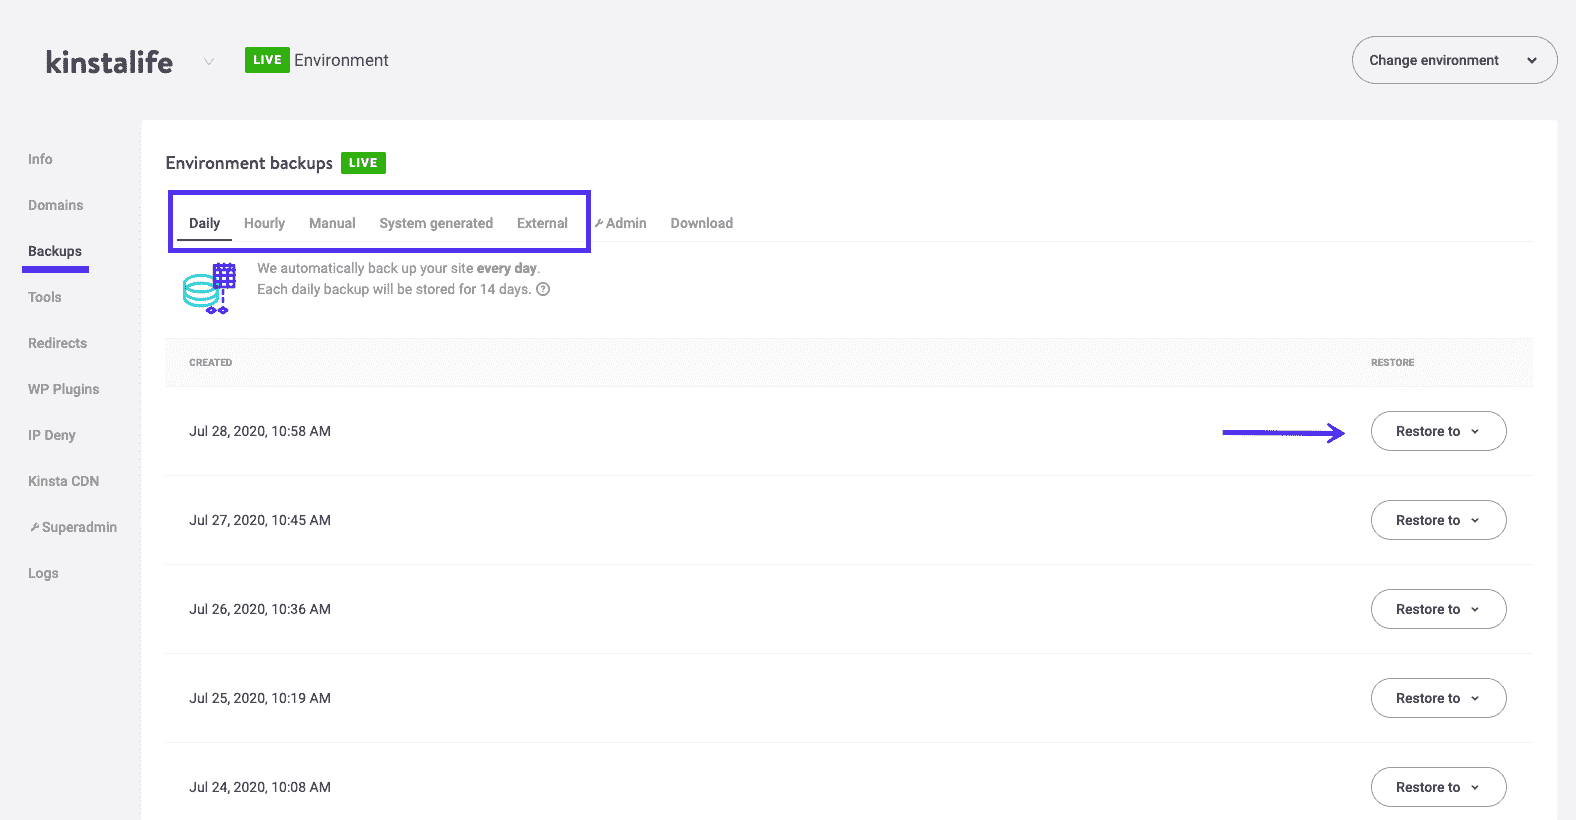 kinstalife
LIVE Environment
Change environment
Info
Domains
Backups
Tools
Redirects
WP Plugins
IP Deny
Kinsta CDN
Superadmin
Logs
Environment backups LIVE
Daily Hourly Manual System generated External Admin Download
We automatically back up your site every day.
Each daily backup will be stored for 14 days. ?
CREATED RESTORE
Jul 28, 2020, 10:58 AM Restore to
Jul 27, 2020, 10:45 AM Restore to
Jul 26, 2020, 10:36 AM Restore to
Jul 25, 2020, 10:19 AM Restore to
Jul 24, 2020, 10:08 AM Restore to